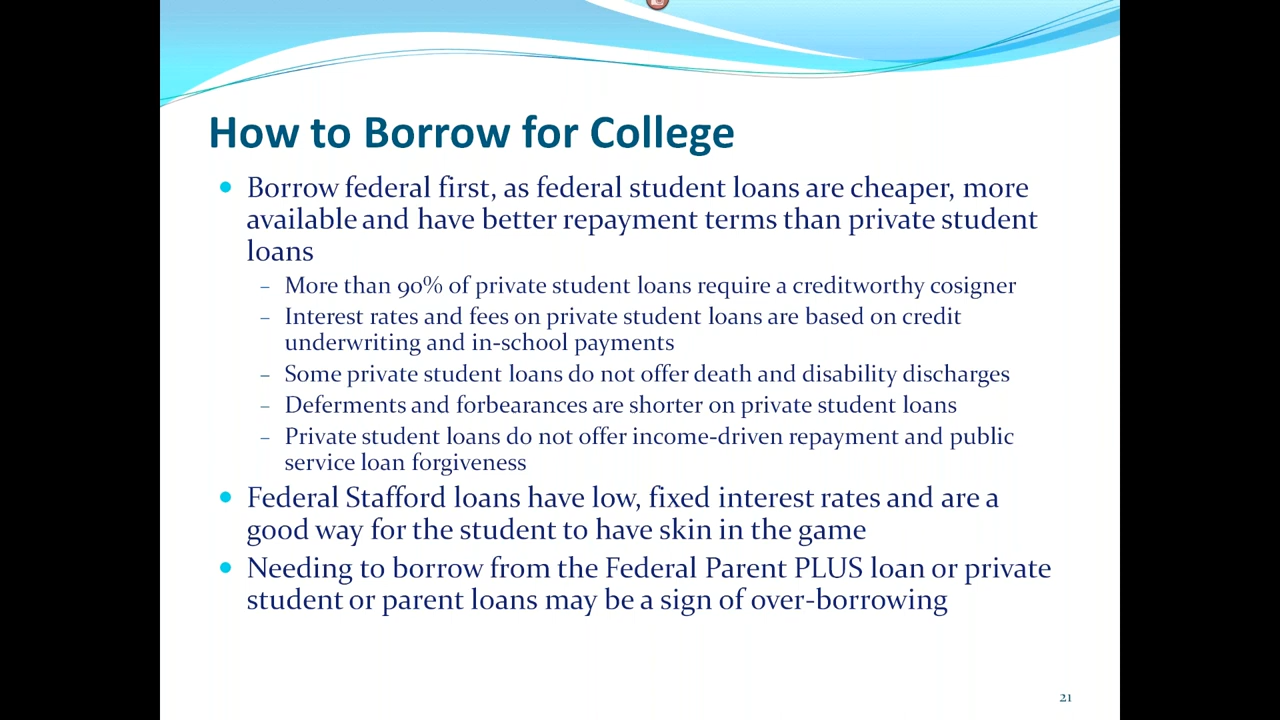 How to Borrow for College
• Borrow federal first, as federal student loans are cheaper, more
available and have better repayment terms than private student
loans
– More than 90% of private student loans require a creditworthy cosigner
– Interest rates and fees on private student loans are based on credit
underwriting and in-school payments
– Some private student loans do not offer death and disability discharges
– Deferments and forbearances are shorter on private student loans
– Private student loans do not offer income-driven repayment and public
service loan forgiveness
• Federal Stafford loans have low, fixed interest rates and are a
good way for the student to have skin in the game
• Needing to borrow from the Federal Parent PLUS loan or private
student or parent loans may be a sign of over-borrowing
21